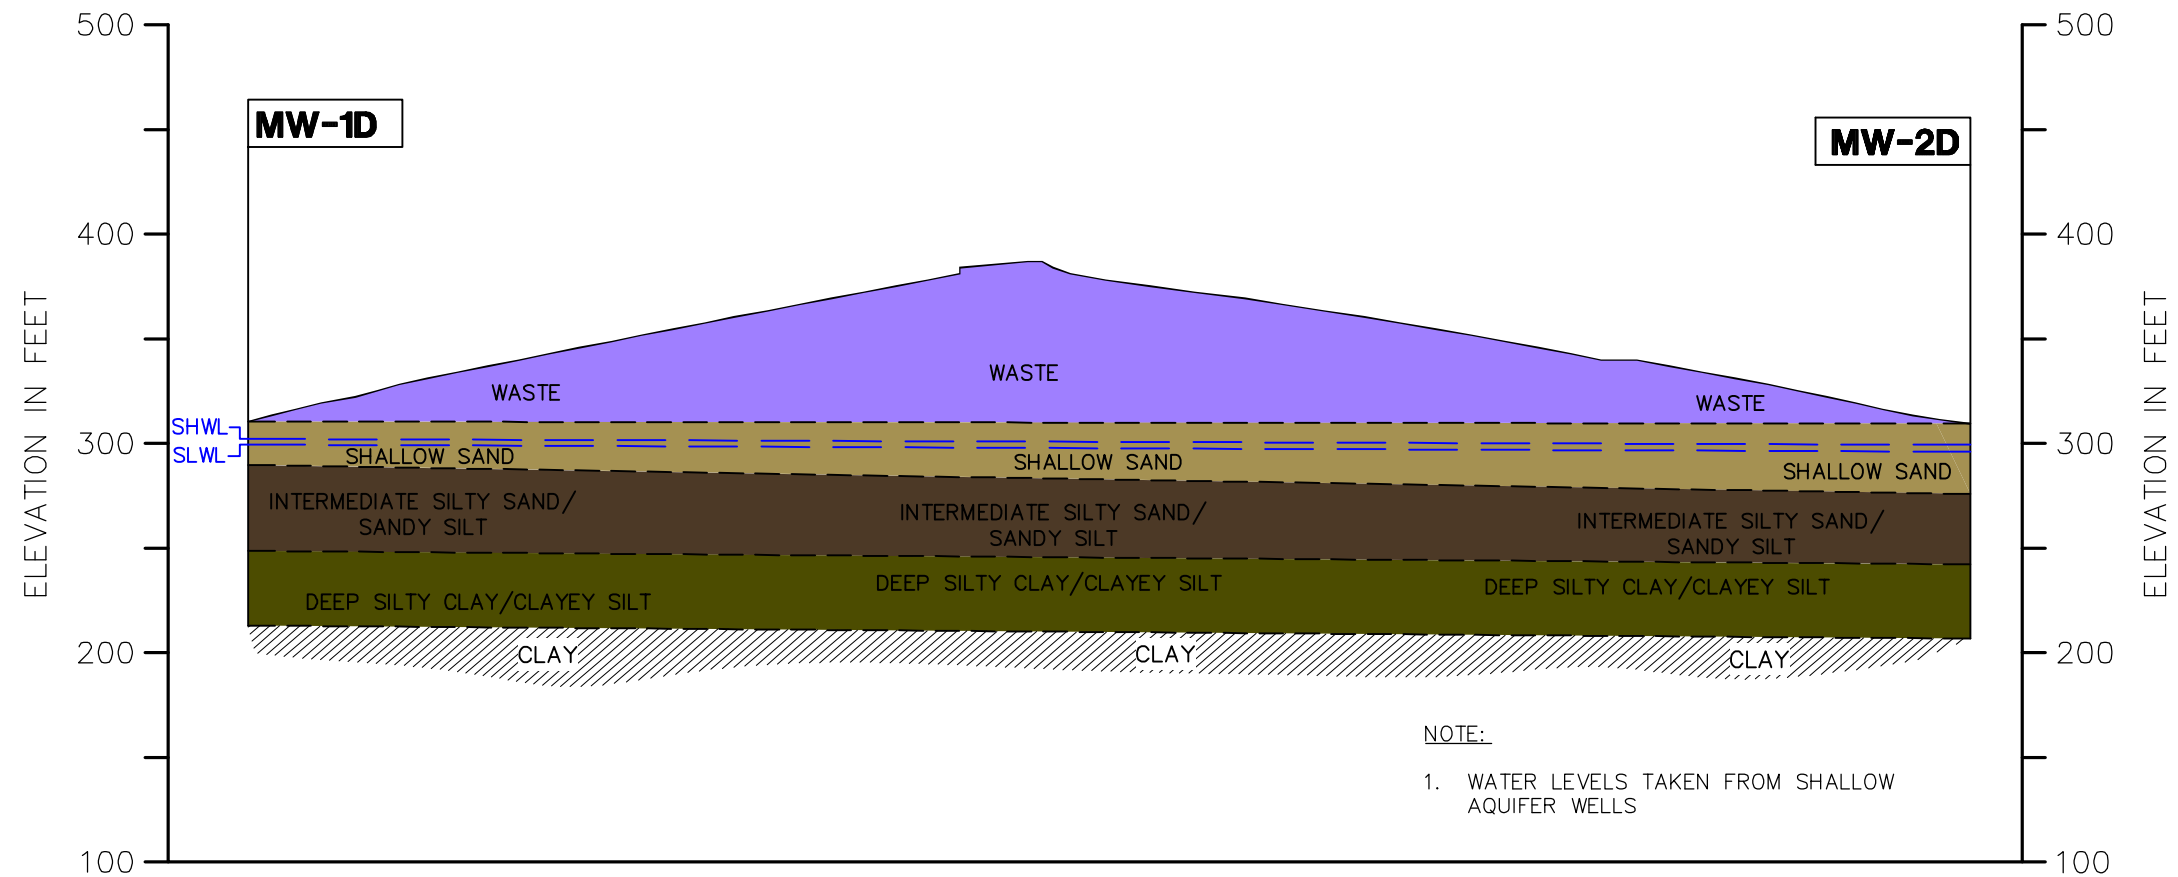 500
500
MW-1D
MW-2D
400
400
ELEVATION IN FEET
ELEVATION IN FEET
WASTE
WASTE
WASTE
SHWL
300
300
SLWL
SHALLOW SAND
SHALLOW SAND
SHALLOW SAND
INTERMEDIATE SILTY SAND/
SANDY SILT
INTERMEDIATE SILTY SAND/
SANDY SILT
INTERMEDIATE SILTY SAND/
SANDY SILT
DEEP SILTY CLAY/CLAYEY SILT
DEEP SILTY CLAY/CLAYEY SILT
DEEP SILTY CLAY/CLAYEY SILT
200
200
CLAY
CLAY
CLAY
NOTE:
1. WATER LEVELS TAKEN FROM SHALLOW
AQUIFER WELLS
100
100